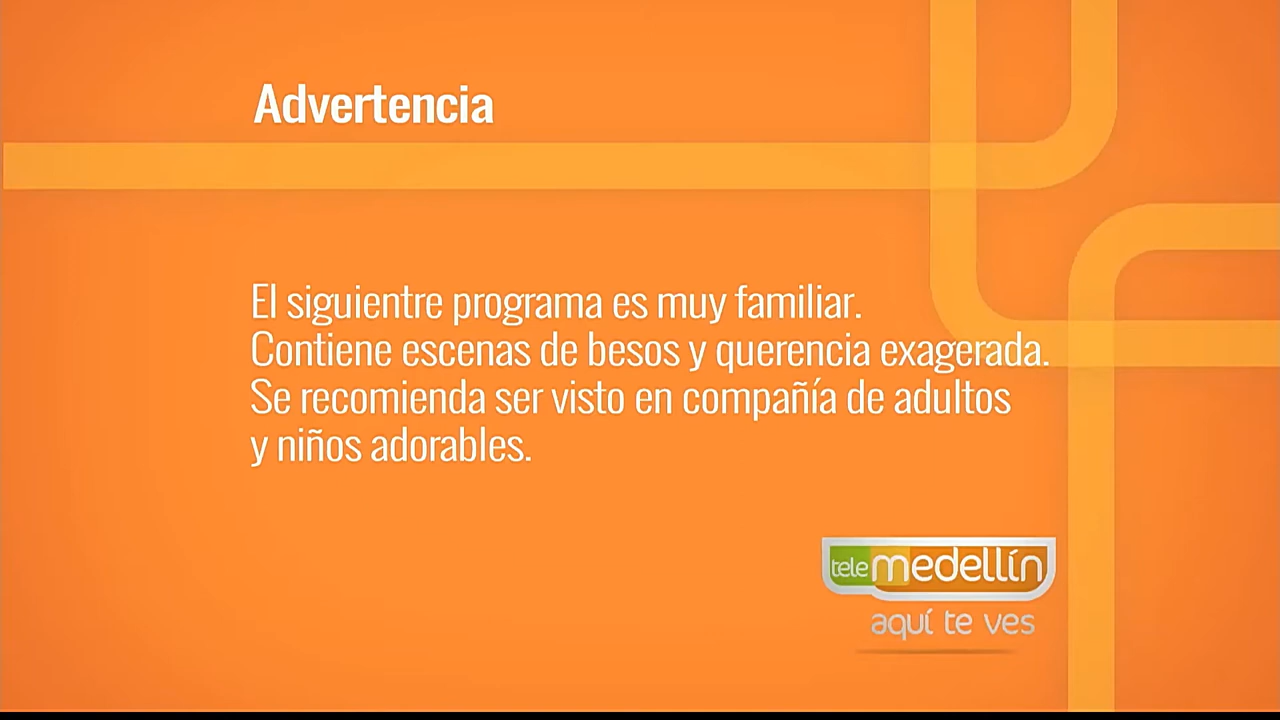 Advertencia
El siguientre programa es muy familiar.
Contiene escenas de besos y querencia exagerada.
Se recomienda ser visto en compañía de adultos
y niños adorables.
tele medellín
aquí te ves